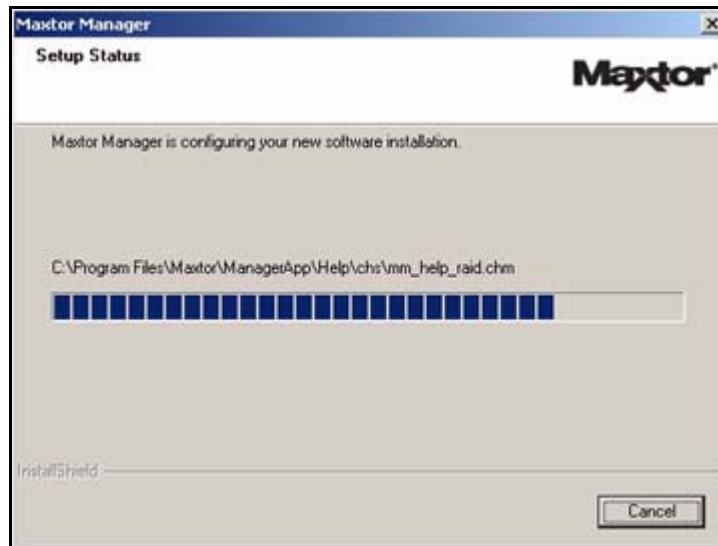 Maxtor Manager
Setup Status
Maxtor
Maxtor Manager is configuring your new software installation.
C:\Program Files\Maxtor\ManagerApp\Help\chs\mm_help_raid.chm
InstallShield
Cancel